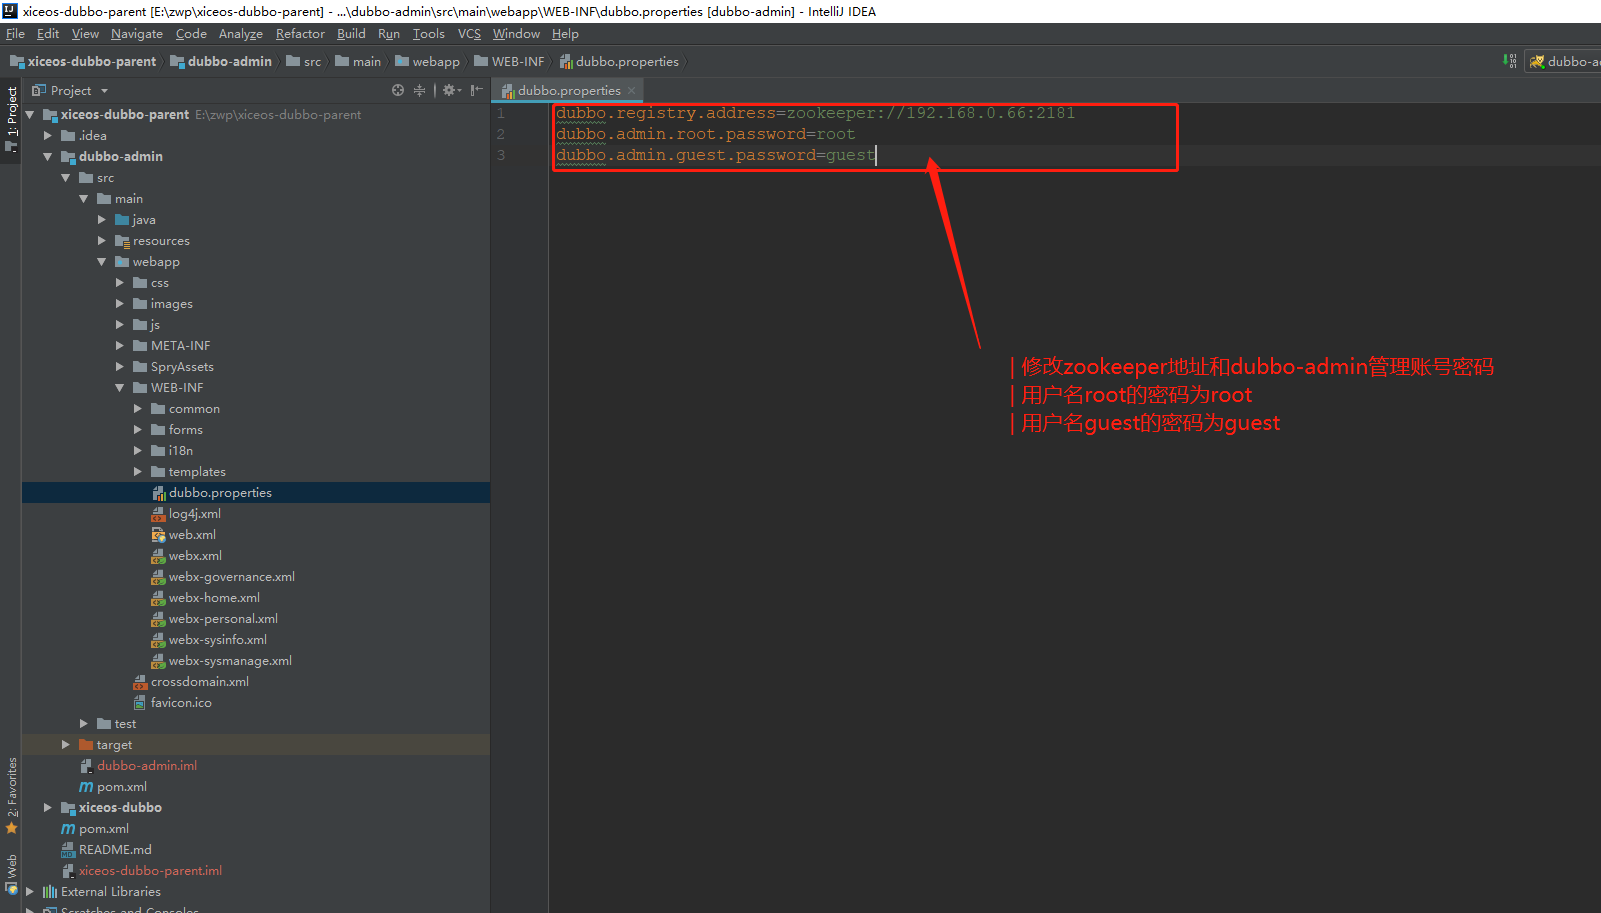 xiceos-dubbo-parent [E:\zwp\xiceos-dubbo-parent] - ...\dubbo-admin\src\main\webapp\WEB-INF\dubbo.properties [dubbo-admin] - IntelliJ IDEA
File Edit View Navigate Code Analyze Refactor Build Run Tools VCS Window Help
xiceos-dubbo-parent dubbo-admin src main webapp WEB-INF dubbo.properties
Project
dubbo.properties
1: Project
xiceos-dubbo-parent E:\zwp\xiceos-dubbo-parent
.idea
dubbo-admin
src
main
java
resources
webapp
css
images
js
META-INF
SpryAssets
WEB-INF
common
forms
i18n
templates
dubbo.properties
log4j.xml
web.xml
webx.xml
webx-governance.xml
webx-home.xml
webx-personal.xml
webx-sysinfo.xml
webx-sysmanage.xml
crossdomain.xml
favicon.ico
test
target
dubbo-admin.iml
pom.xml
xiceos-dubbo
pom.xml
README.md
xiceos-dubbo-parent.iml
External Libraries
Scratches and Consoles
2: Favorites
Web
1 dubbo.registry.address=zookeeper://192.168.0.66:2181
2 dubbo.admin.root.password=root
3 dubbo.admin.guest.password=guest
| 修改zookeeper地址和dubbo-admin管理账号密码
| 用户名root的密码为root
| 用户名guest的密码为guest